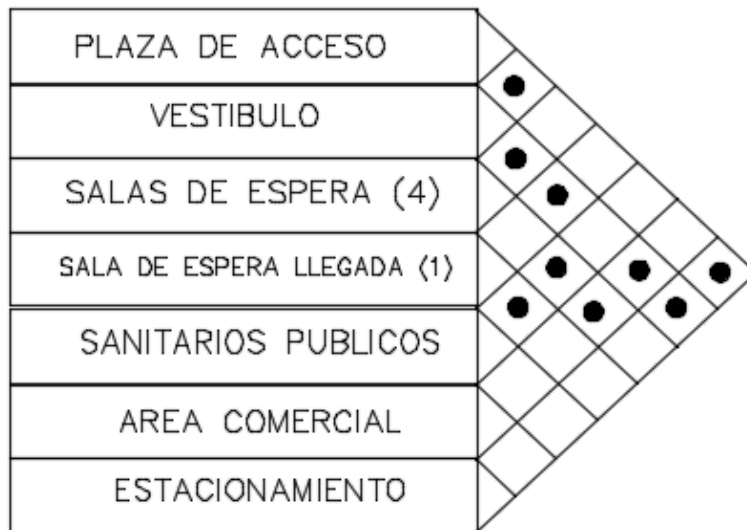 PLAZA DE ACCESO
VESTIBULO
SALAS DE ESPERA (4)
SALA DE ESPERA LLEGADA (1)
SANITARIOS PUBLICOS
AREA COMERCIAL
ESTACIONAMIENTO